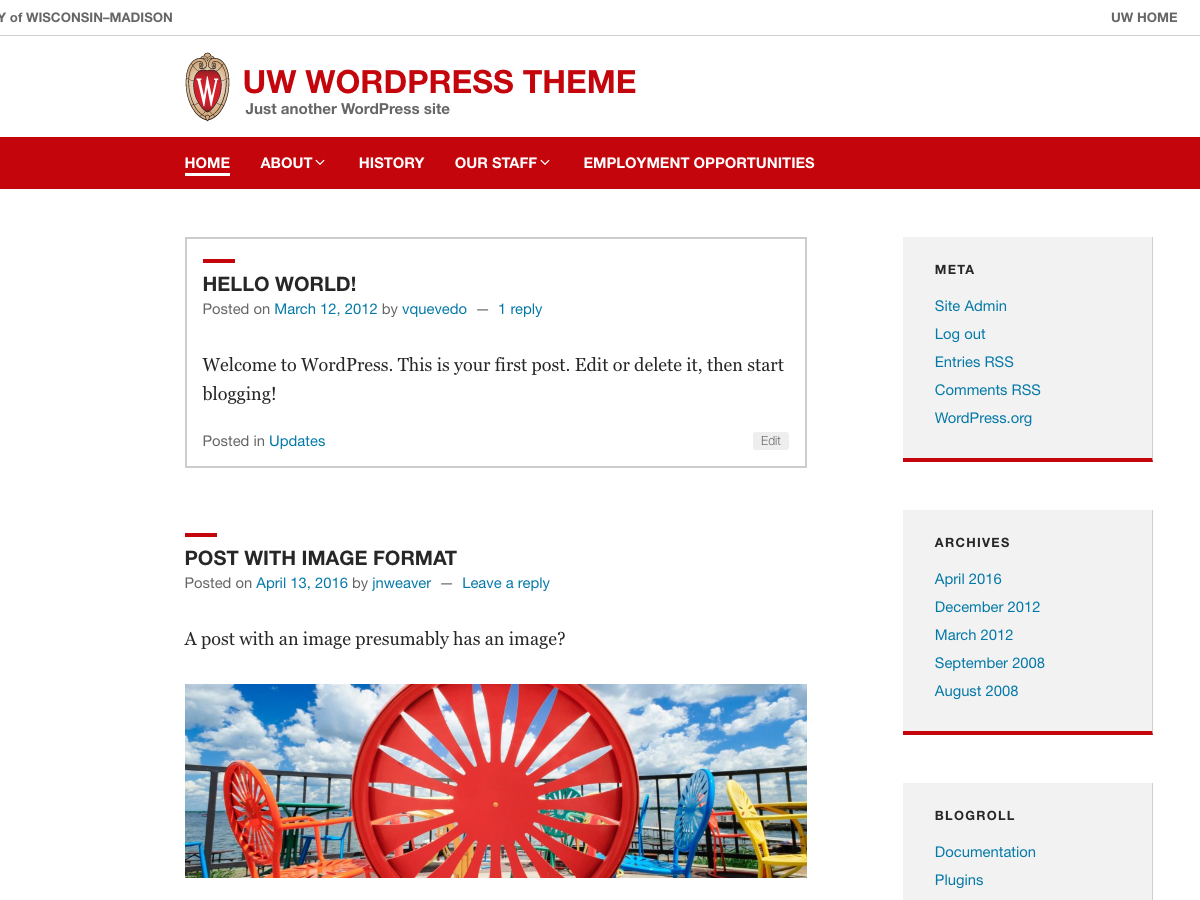 Y of WISCONSIN–MADISON
UW HOME
W
UW WORDPRESS THEME
Just another WordPress site
HOME ABOUT HISTORY OUR STAFF EMPLOYMENT OPPORTUNITIES
HELLO WORLD!
Posted on March 12, 2012 by vquevedo — 1 reply
Welcome to WordPress. This is your first post. Edit or delete it, then start
blogging!
Posted in Updates
Edit
POST WITH IMAGE FORMAT
Posted on April 13, 2016 by jnweaver — Leave a reply
A post with an image presumably has an image?
META
Site Admin
Log out
Entries RSS
Comments RSS
WordPress.org
ARCHIVES
April 2016
December 2012
March 2012
September 2008
August 2008
BLOGROLL
Documentation
Plugins